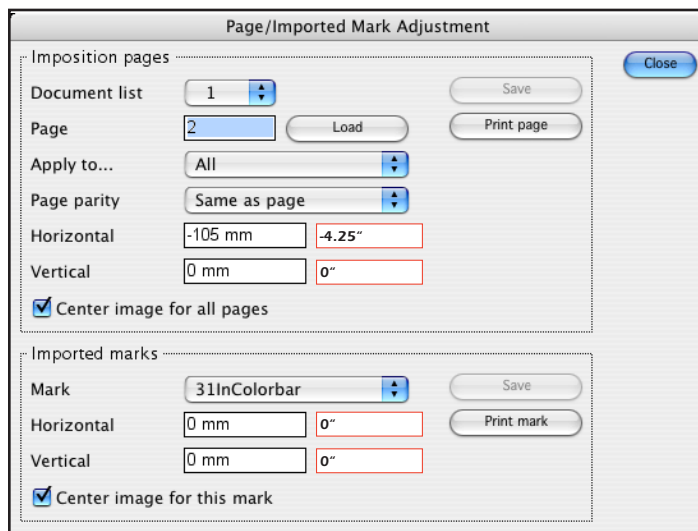 Page/Imported Mark Adjustment
Imposition pages
Close
Document list 1 Save
Page 2 Load Print page
Apply to... All
Page parity Same as page
Horizontal -105 mm -4.25"
Vertical 0 mm 0"
Center image for all pages
Imported marks
Mark 31InColorbar Save
Horizontal 0 mm 0" Print mark
Vertical 0 mm 0"
Center image for this mark